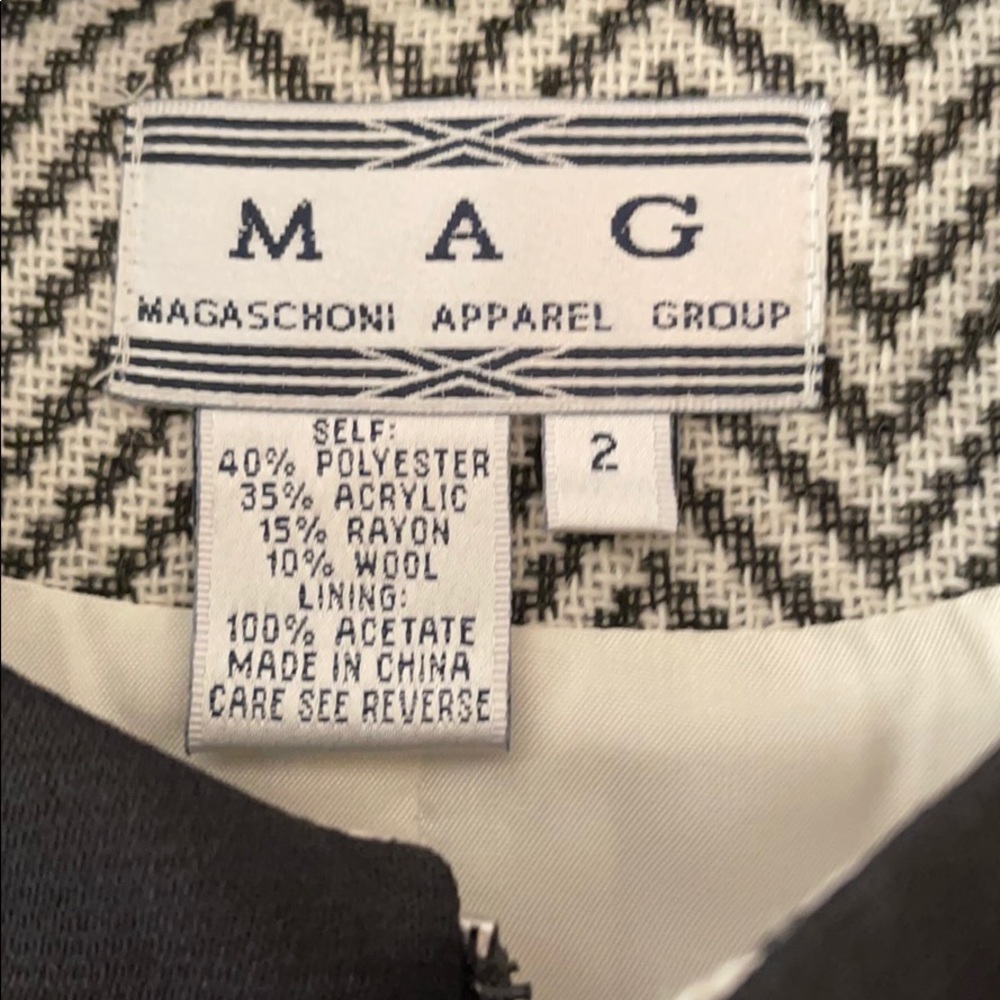 M A G
MAGASCHONI APPAREL GROUP
SELF:
40% POLYESTER
35% ACRYLIC
15% RAYON
10% WOOL
LINING:
100% ACETATE
MADE IN CHINA
CARE SEE REVERSE
2